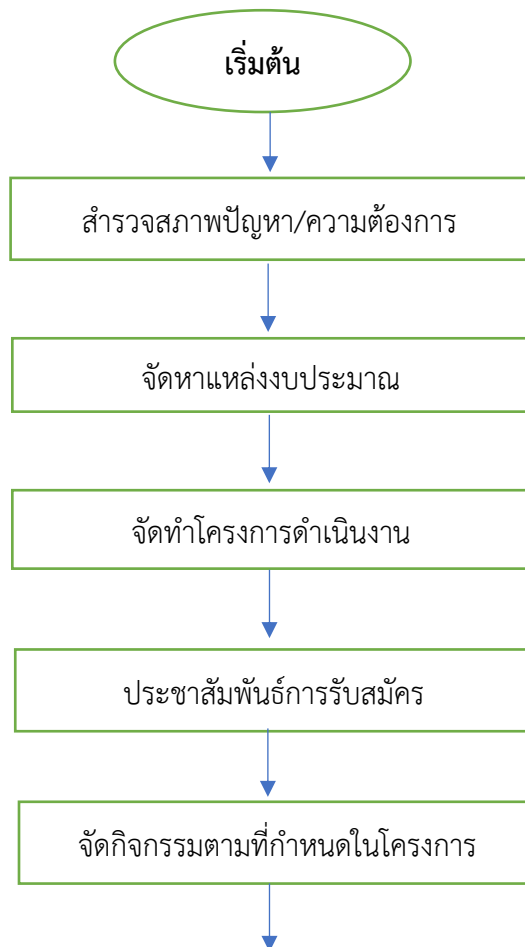 เริ่มต้น
สำรวจสภาพปัญหา/ความต้องการ
จัดหาแหล่งงบประมาณ
จัดทำโครงการดำเนินงาน
ประชาสัมพันธ์การรับสมัคร
จัดกิจกรรมตามที่กำหนดในโครงการ